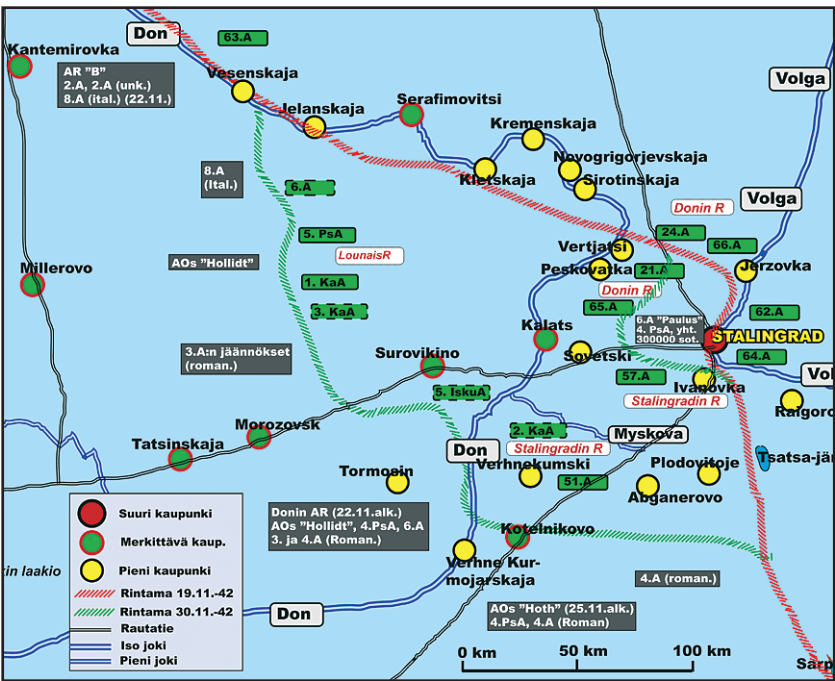 Don
63.A
Kantemirovka
AR "B"
2.A, 2.A (unk.)
8.A (ital.) (22.11.)
Vesenskaja
Jelanskaja
Serafimovitsi
Kremenskaja
Volga
Novogrigorjevskaja
Kletskaja
Sirotinskaja
8.A
(Ital.)
6.A
Volga
Donin R
5. PsA
24.A
66.A
LounaisR
Vertjatsi
AOs "Hollidt"
Millerovo
Peskovatka
21.A
Jerzovka
1. KaA
Donin R
3. KaA
65.A
62.A
6.A "Paulus"
4. PsA, yht.
300000 sot.
Kalats
STALINGRAD
3.A:n jäännökset
(roman.)
Surovikino
Sovetski
64.A
57.A
Ivanovka
Vol
5. IskuA
Stalingradin R
Raigoro
Morozovsk
2. KaA
Myskova
Tatsinskaja
Don
Stalingradin R
Tsatsa-jär
Tormosin
Verhnekumski
Plodovitoje
51.A
Abganerovo
Donin AR (22.11.alk.)
AOs "Hollidt", 4.PsA, 6.A
3. ja 4.A (Roman.)
Kotelnikovo
Verhne Kur-
mojarskaja
4.A (roman.)
AOs "Hoth" (25.11.alk.)
4.PsA, 4.A (Roman)
rin laakio
Don
Suuri kaupunki
Merkittävä kaup.
Pieni kaupunki
Rintama 19.11.-42
Rintama 30.11.-42
Rautatie
Iso joki
Pieni joki
0 km
50 km
100 km
Sarp